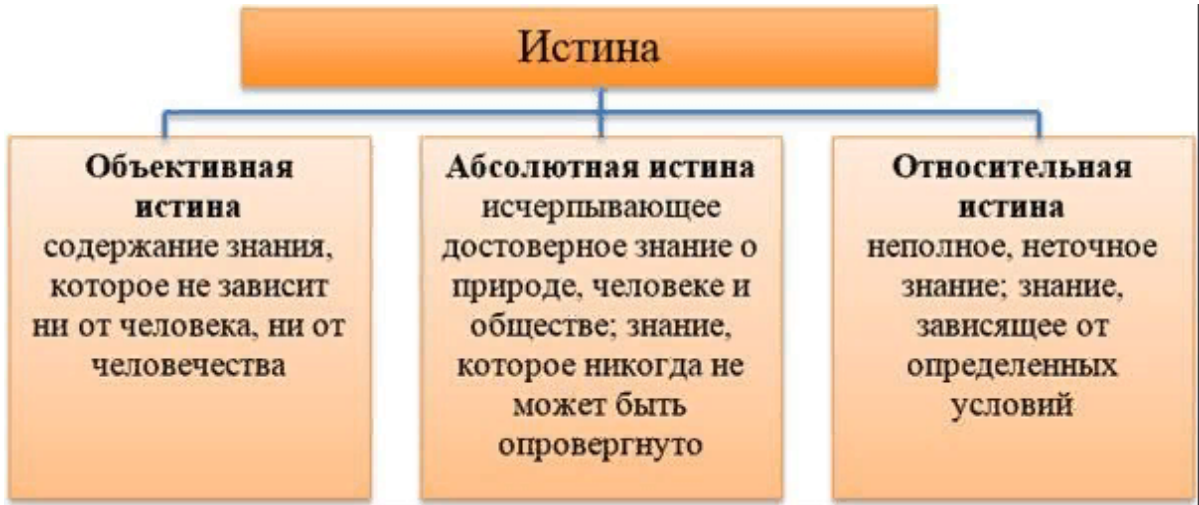 Истина
Объективная
истина
содержание знания,
которое не зависит
ни от человека, ни от
человечества
Абсолютная истина
исчерпывающее
достоверное знание о
природе, человеке и
обществе; знание,
которое никогда не
может быть
опровергнуто
Относительная
истина
неполное, неточное
знание; знание,
зависящее от
определенных
условий